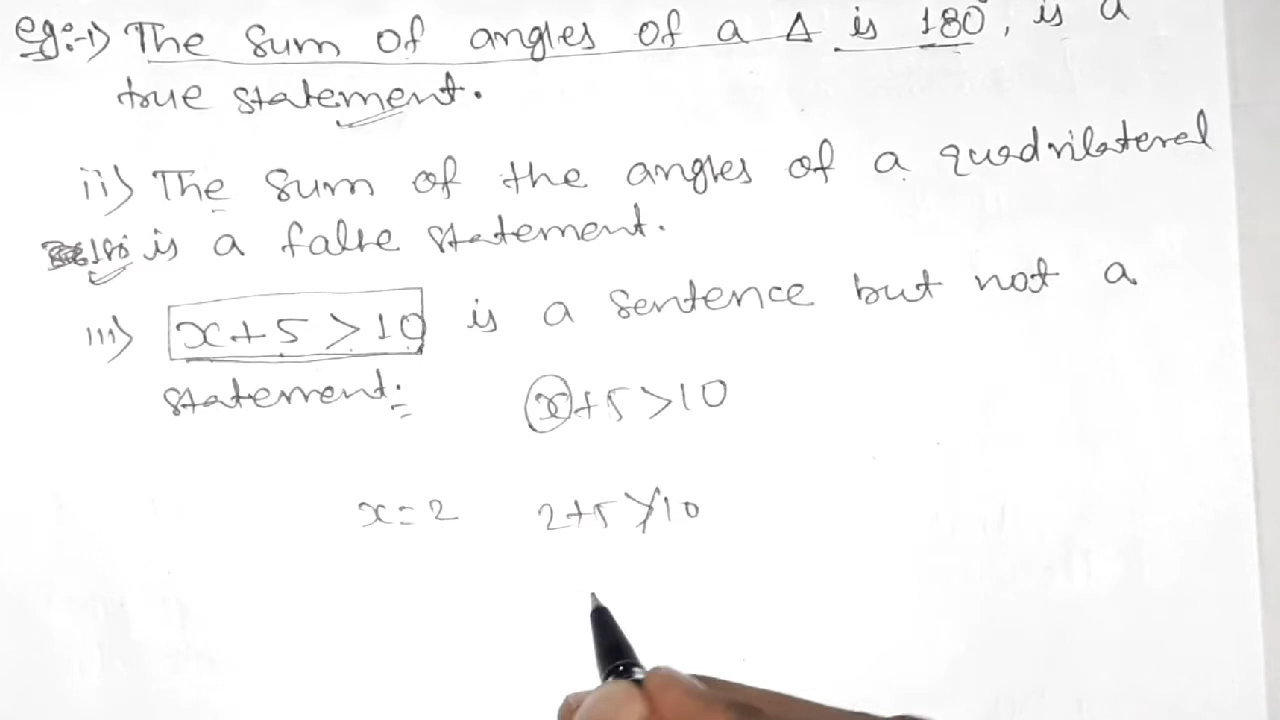 eg:-i) The sum of angles of a Δ is 180°, is a
true statement.
ii) The sum of the angles of a quadrilateral
180° is a false statement.
iii) x+5 > 10 is a sentence but not a
statement:
x+5 >10
x=2 2+5 ≯10